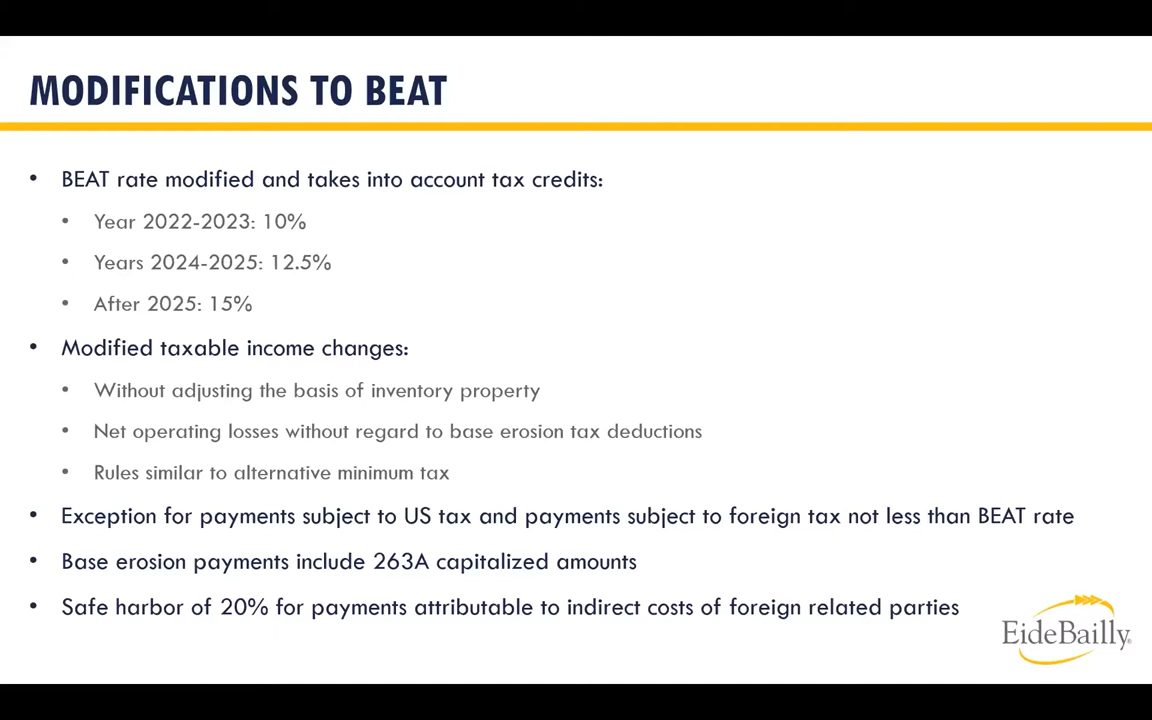 MODIFICATIONS TO BEAT
• BEAT rate modified and takes into account tax credits:
• Year 2022-2023: 10%
• Years 2024-2025: 12.5%
• After 2025: 15%
• Modified taxable income changes:
• Without adjusting the basis of inventory property
• Net operating losses without regard to base erosion tax deductions
• Rules similar to alternative minimum tax
• Exception for payments subject to US tax and payments subject to foreign tax not less than BEAT rate
• Base erosion payments include 263A capitalized amounts
• Safe harbor of 20% for payments attributable to indirect costs of foreign related parties
EideBailly